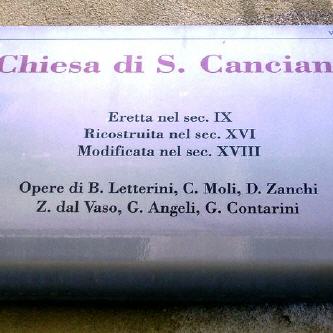 Chiesa di S. Cancian
Eretta nel sec. IX
Ricostruita nel sec. XVI
Modificata nel sec. XVIII
Opere di B. Letterini, C. Moli, D. Zanchi
Z. dal Vaso, G. Angeli, G. Contarini